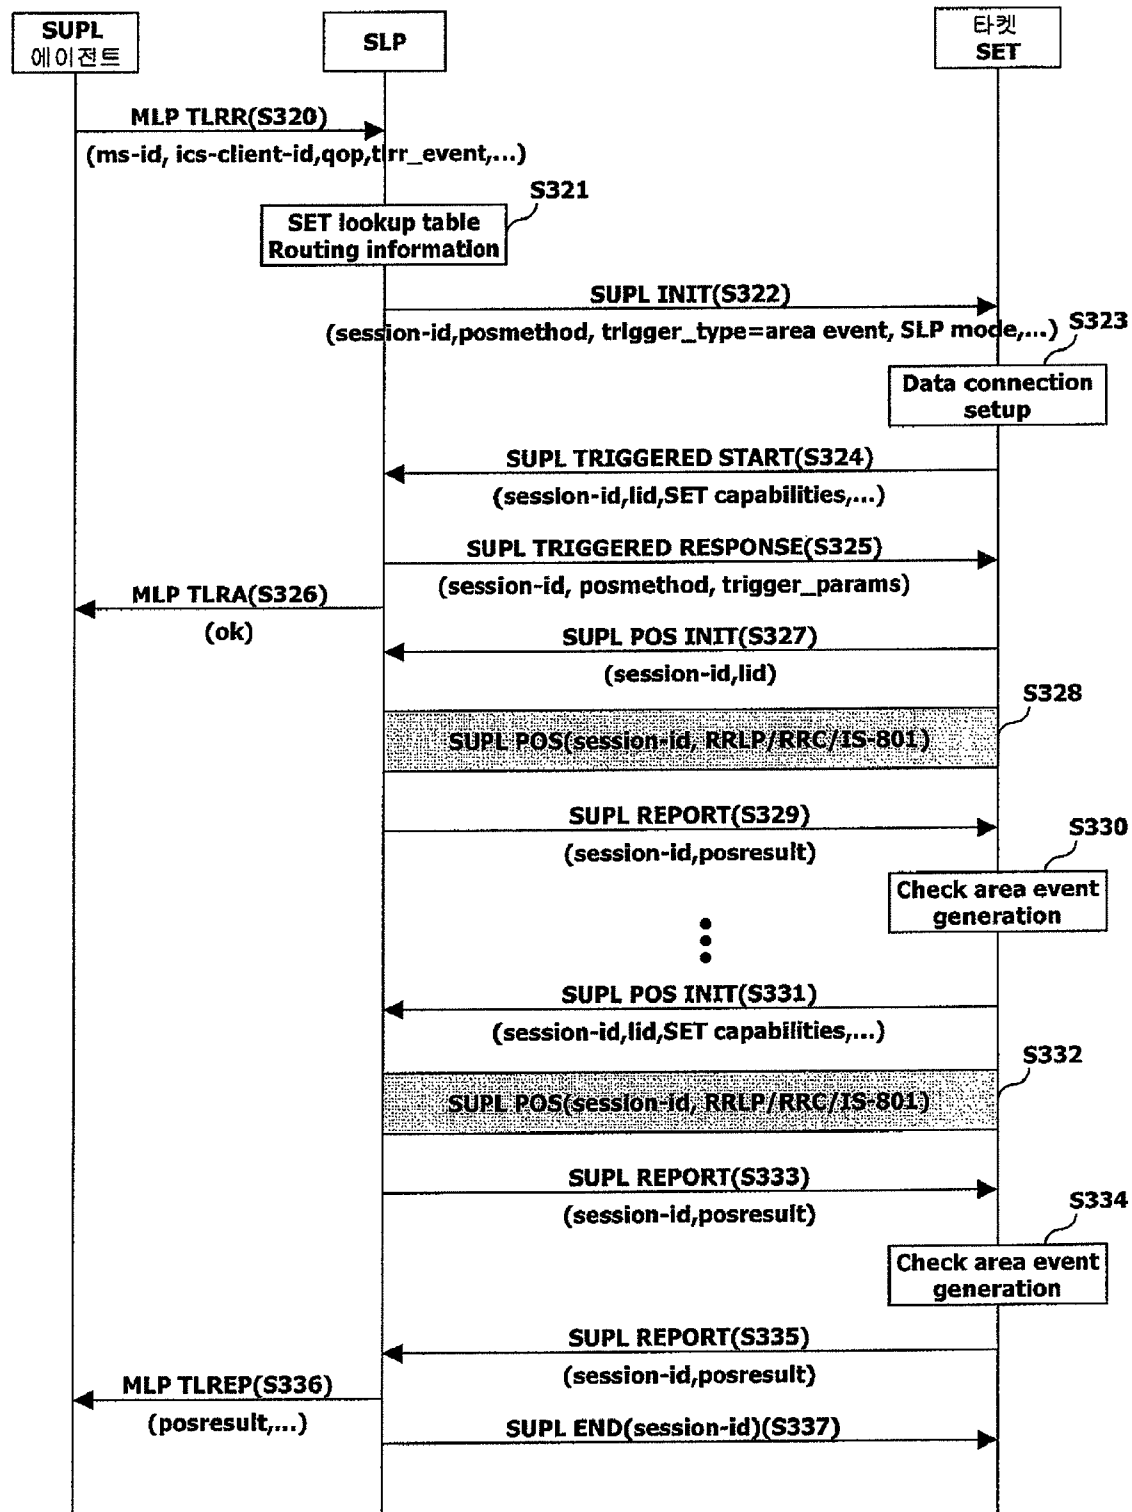 SUPL
에이전트
SLP
타켓
SET
MLP TLRR(S320)
(ms-id, ics-client-id,qop,tlrr_event,...)
S321
SET lookup table
Routing information
SUPL INIT(S322)
(session-id,posmethod, trigger_type=area event, SLP mode,...)
S323
Data connection
setup
SUPL TRIGGERED START(S324)
(session-id,lid,SET capabilities,...)
SUPL TRIGGERED RESPONSE(S325)
(session-id, posmethod, trigger_params)
MLP TLRA(S326)
(ok)
SUPL POS INIT(S327)
(session-id,lid)
S328
SUPL POS(session-id, RRLP/RRC/IS-801)
SUPL REPORT(S329)
(session-id,posresult)
S330
Check area event
generation
SUPL POS INIT(S331)
(session-id,lid,SET capabilities,...)
S332
SUPL POS(session-id, RRLP/RRC/IS-801)
SUPL REPORT(S333)
(session-id,posresult)
S334
Check area event
generation
SUPL REPORT(S335)
(session-id,posresult)
MLP TLREP(S336)
(posresult,...)
SUPL END(session-id)(S337)